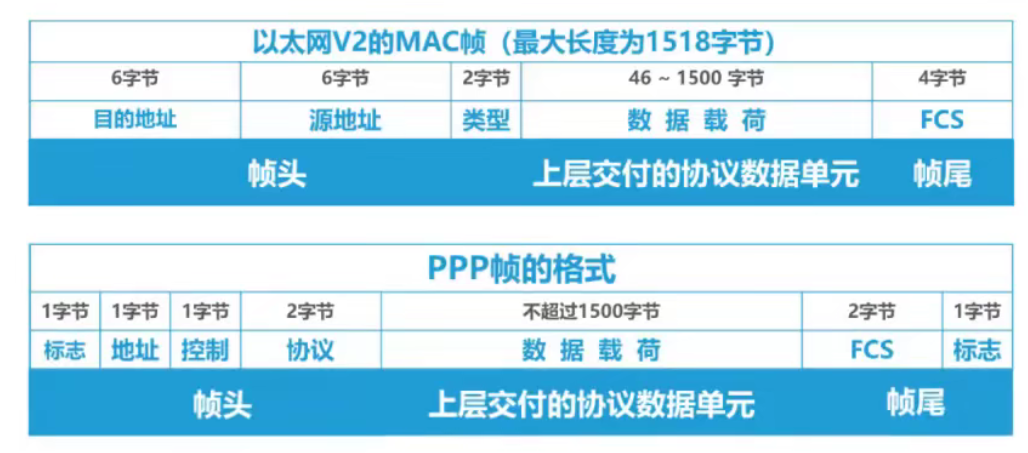 以太网V2的MAC帧（最大长度为1518字节）
6字节 6字节 2字节 46 ~ 1500 字节 4字节
目的地址 源地址 类型 数 据 载 荷 FCS
帧头 上层交付的协议数据单元 帧尾
PPP帧的格式
1字节 1字节 1字节 2字节 不超过1500字节 2字节 1字节
标志 地址 控制 协议 数 据 载 荷 FCS 标志
帧头 上层交付的协议数据单元 帧尾